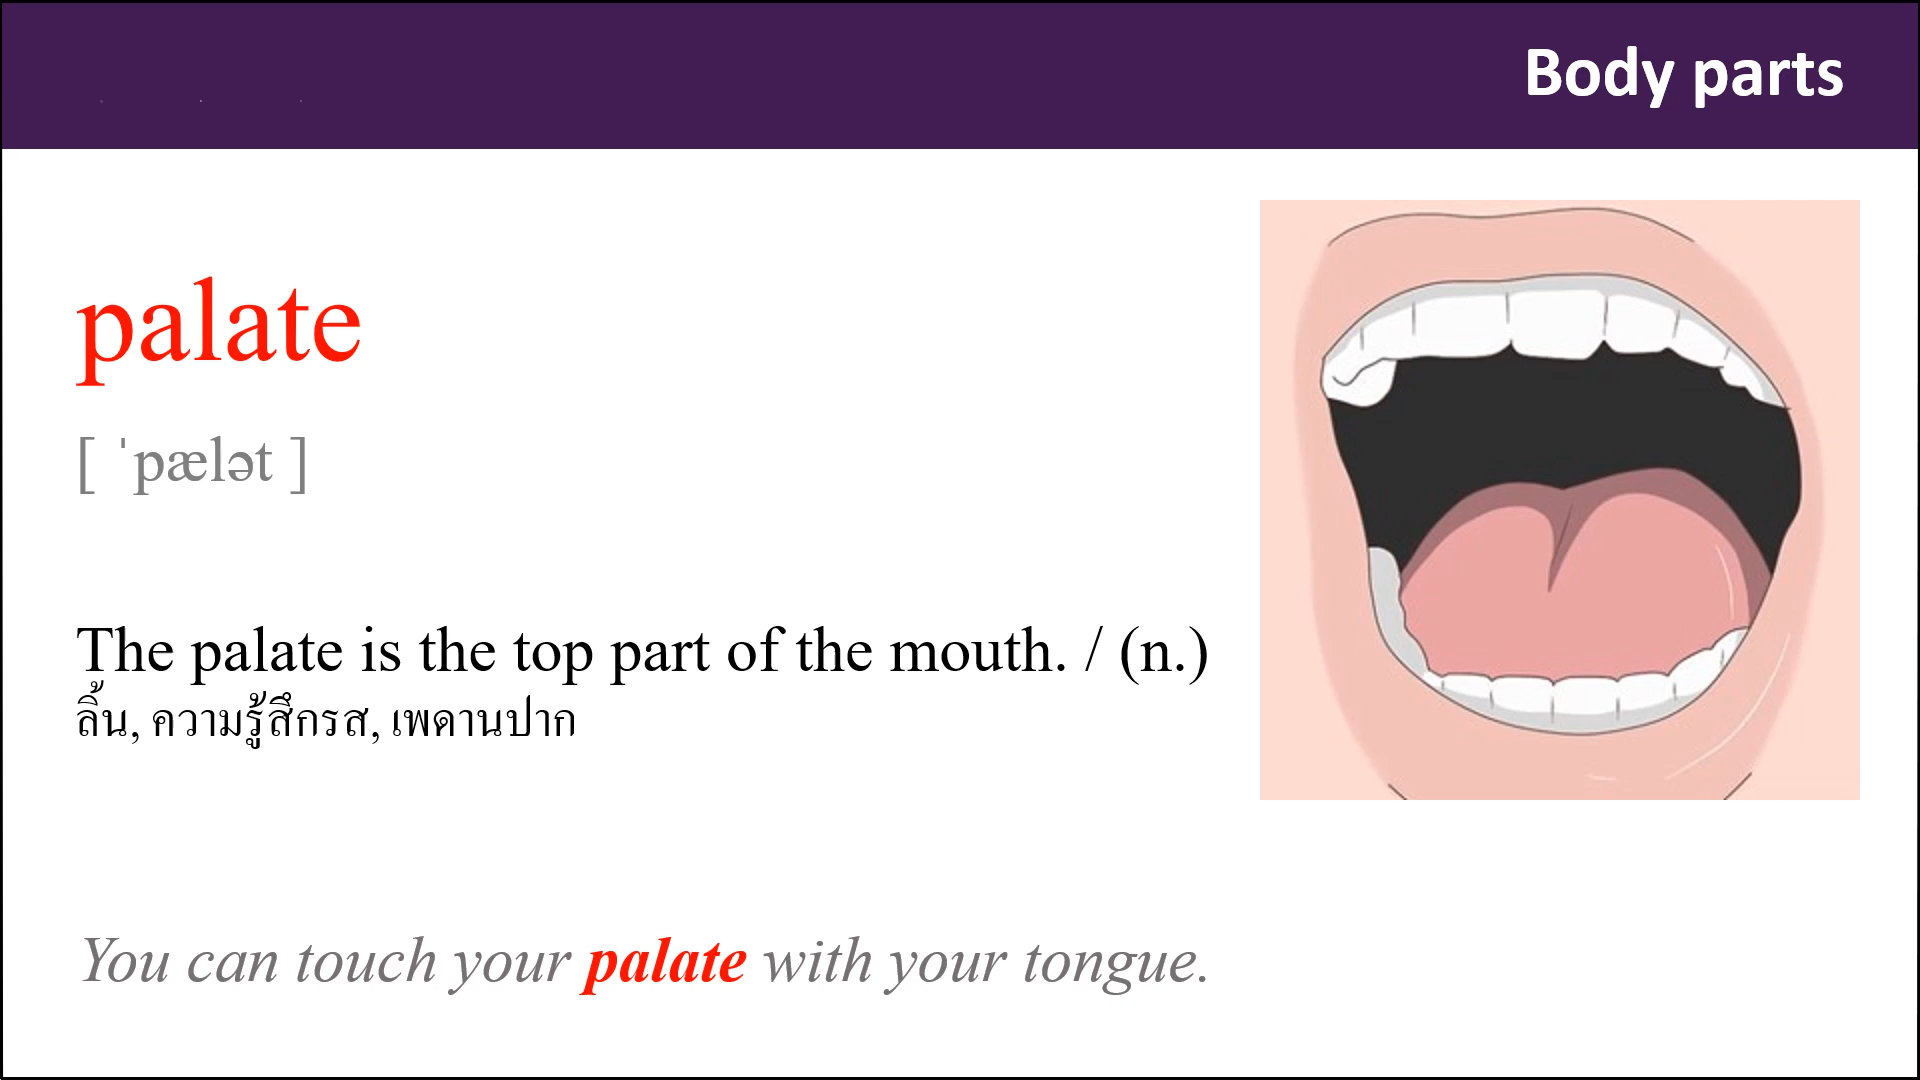 Body parts
palate
[ ˈpælət ]
The palate is the top part of the mouth. / (n.)
ลิ้น, ความรู้สึกรส, เพดานปาก
You can touch your palate with your tongue.